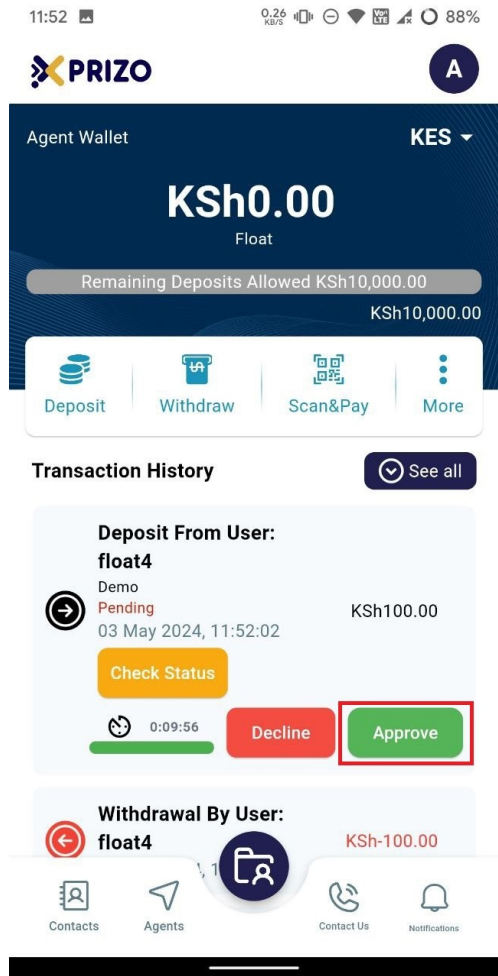 11:52
0.26
KB/S
Vo))
LTE
88%
XPRIZO
A
Agent Wallet
KES
KSh0.00
Float
Remaining Deposits Allowed KSh10,000.00
KSh10,000.00
Deposit
Withdraw
Scan&Pay
More
Transaction History
See all
Deposit From User:
float4
Demo
Pending
KSh100.00
03 May 2024, 11:52:02
Check Status
0:09:56
Decline
Approve
Withdrawal By User:
float4
KSh-100.00
Contacts
Agents
Contact Us
Notifications